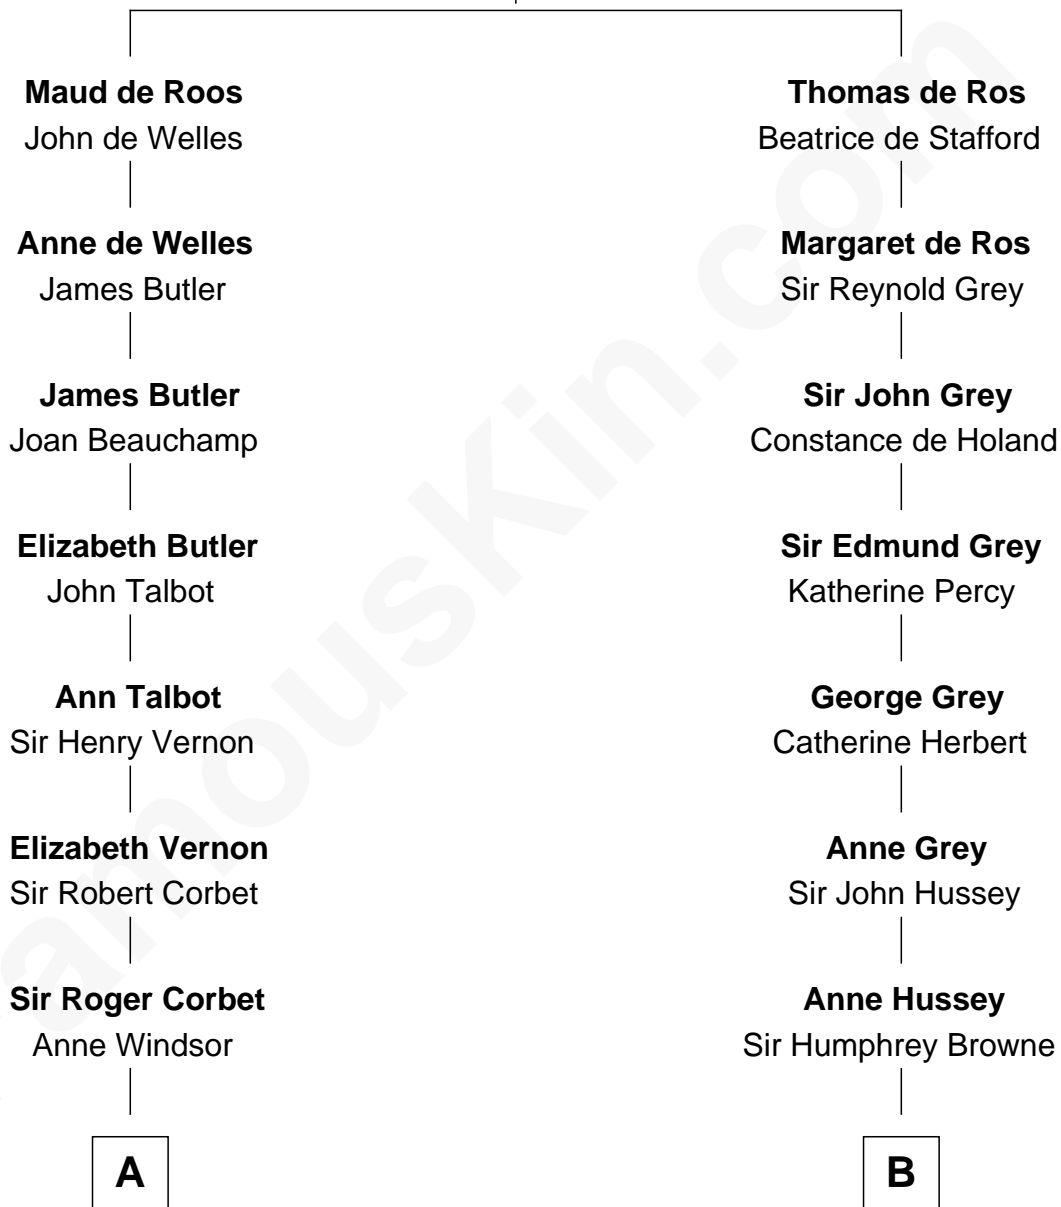 Maud de Roos
John de Welles
Thomas de Ros
Beatrice de Stafford
Anne de Welles
James Butler
Margaret de Ros
Sir Reynold Grey
James Butler
Joan Beauchamp
Sir John Grey
Constance de Holand
Elizabeth Butler
John Talbot
Sir Edmund Grey
Katherine Percy
Ann Talbot
Sir Henry Vernon
George Grey
Catherine Herbert
Elizabeth Vernon
Sir Robert Corbet
Anne Grey
Sir John Hussey
Sir Roger Corbet
Anne Windsor
Anne Hussey
Sir Humphrey Browne
A
B
amouskin.com